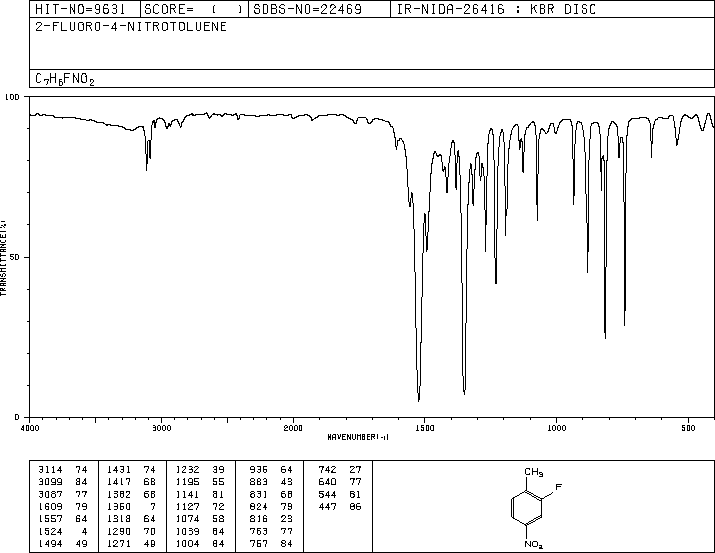 HIT-NO=9631 SCORE= ( ) SDBS-NO=22469 IR-NIDA-26416 : KBR DISC
2-FLUORO-4-NITROTOLUENE
C7H6FNO2
100
50
0
TRANSMITTANCE(%)
4000 3000 2000 1500 1000 500
WAVENUMBER(-1)
3114 74 1431 74 1232 39 936 64 742 27
3099 84 1417 68 1195 55 883 43 640 77
3087 77 1382 68 1141 81 831 68 544 81
1609 79 1350 7 1127 72 824 79 447 86
1557 64 1318 64 1074 58 816 23
1524 4 1290 70 1039 84 763 77
1494 49 1271 49 1004 84 757 84
CH3
F
NO2